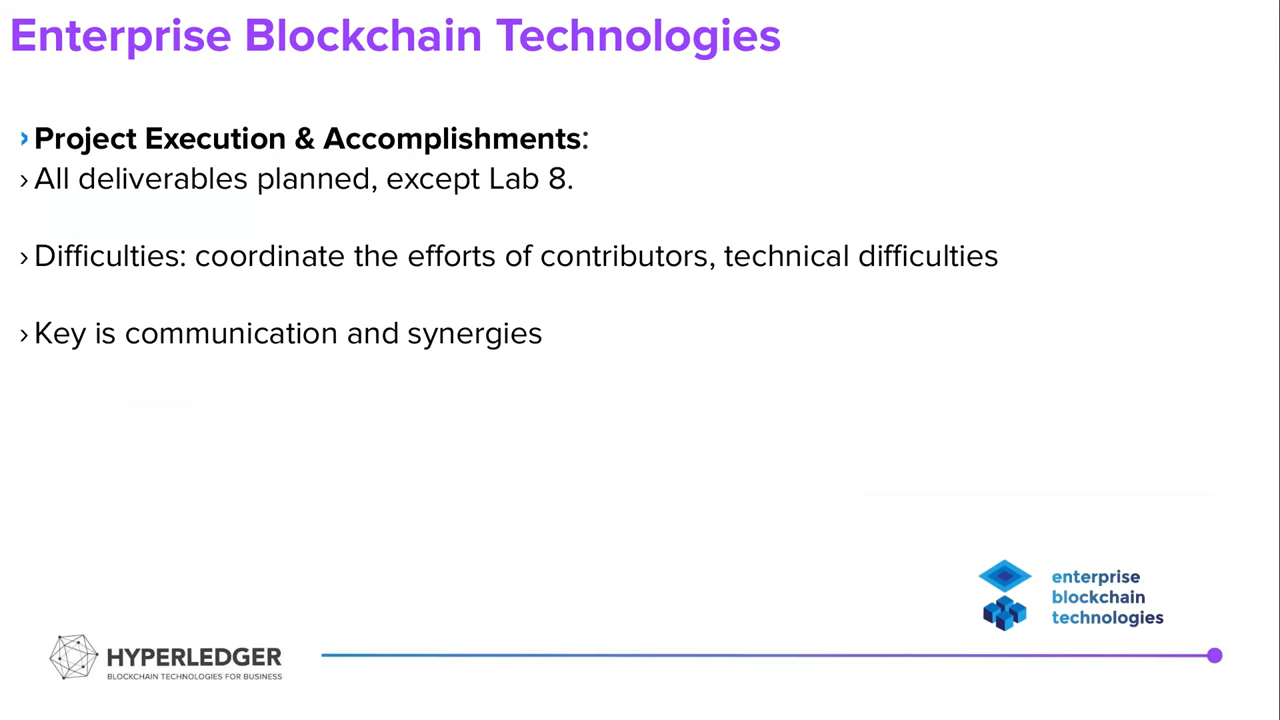 Enterprise Blockchain Technologies
› Project Execution & Accomplishments:
› All deliverables planned, except Lab 8.
› Difficulties: coordinate the efforts of contributors, technical difficulties
› Key is communication and synergies
enterprise
blockchain
technologies
HYPERLEDGER
BLOCKCHAIN TECHNOLOGIES FOR BUSINESS